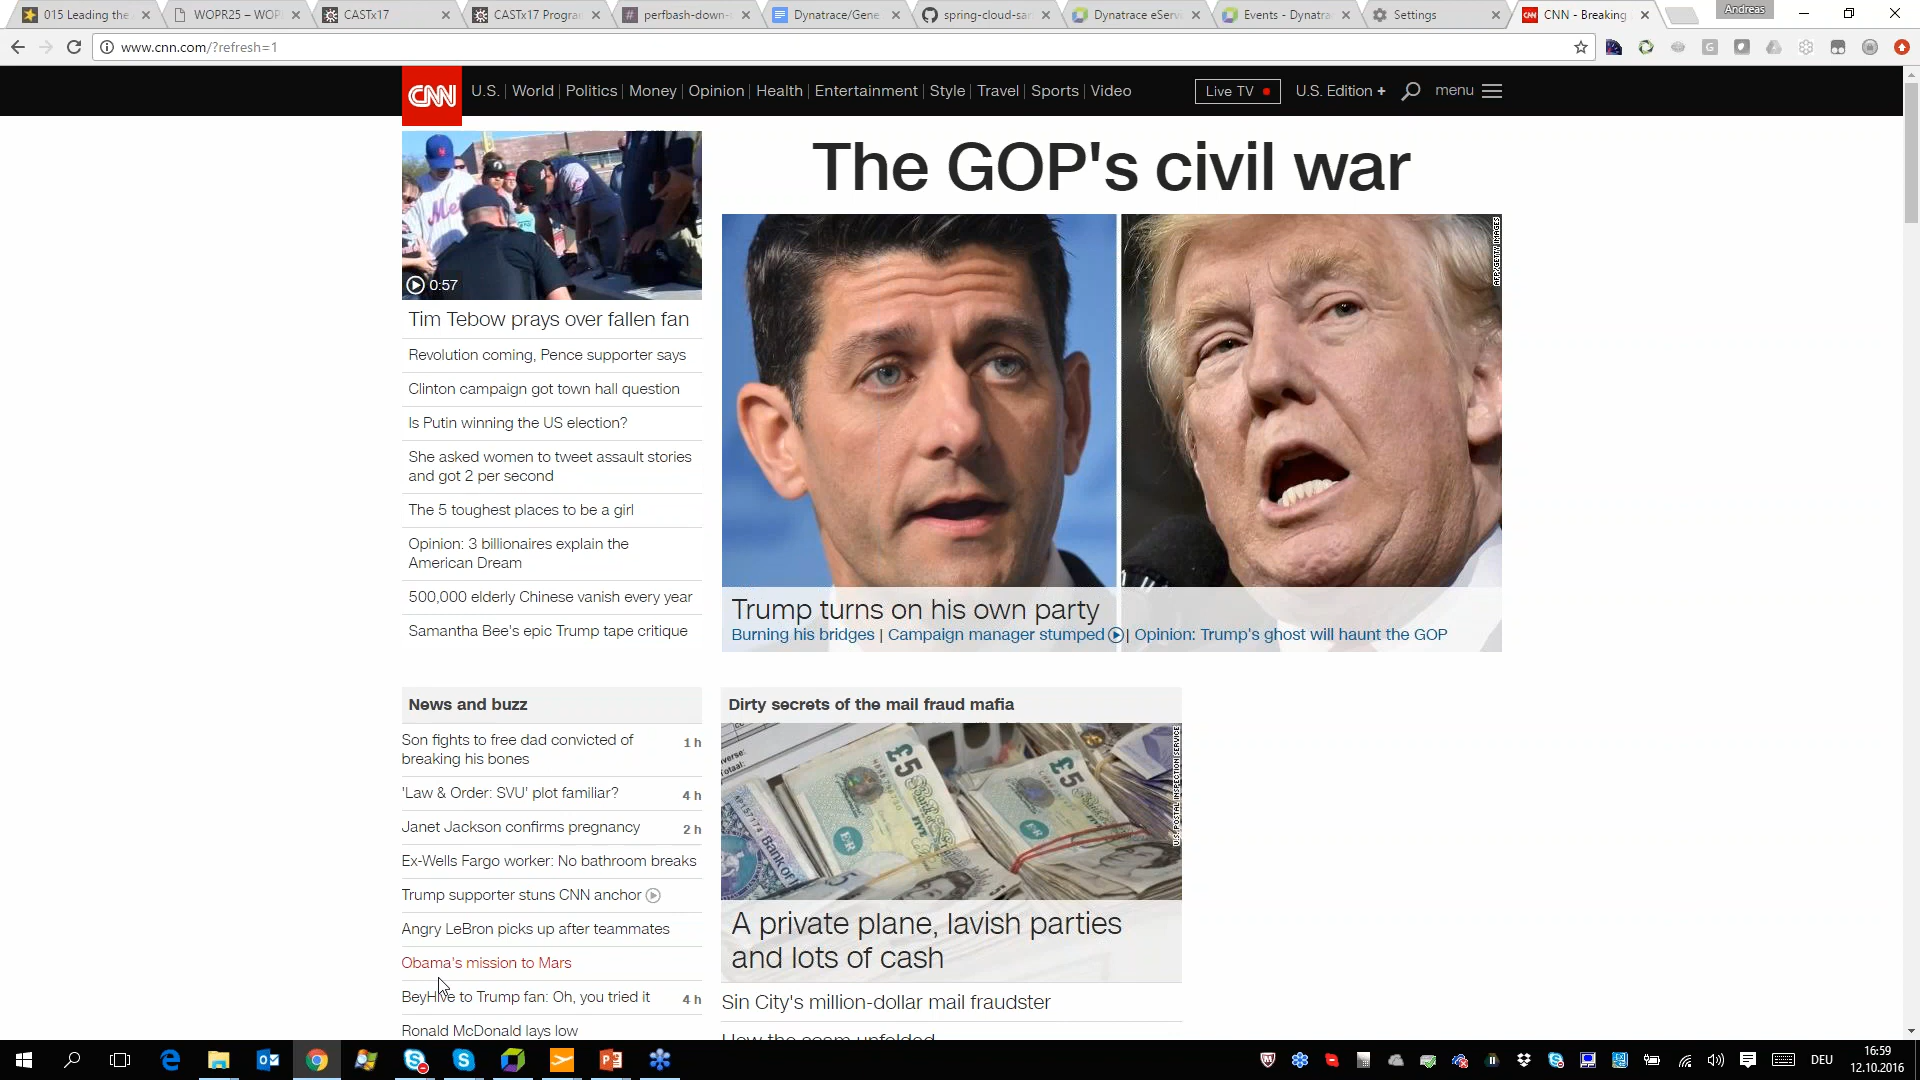 015 Leading the
WOPR25 – WOP
CASTx17
CASTx17 Progra
perfbash-down-
Dynatrace/Gene
spring-cloud-sa
Dynatrace eServ
Events - Dynatra
Settings
CNN - Breaking
Andreas
www.cnn.com/?refresh=1
CNN
U.S. | World | Politics | Money | Opinion | Health | Entertainment | Style | Travel | Sports | Video
Live TV
U.S. Edition +
menu
0:57
Tim Tebow prays over fallen fan
Revolution coming, Pence supporter says
Clinton campaign got town hall question
Is Putin winning the US election?
She asked women to tweet assault stories
and got 2 per second
The 5 toughest places to be a girl
Opinion: 3 billionaires explain the
American Dream
500,000 elderly Chinese vanish every year
Samantha Bee's epic Trump tape critique
The GOP's civil war
AFP/GETTY IMAGES
Trump turns on his own party
Burning his bridges | Campaign manager stumped | Opinion: Trump's ghost will haunt the GOP
News and buzz
Son fights to free dad convicted of
breaking his bones
1 h
'Law & Order: SVU' plot familiar? 4 h
Janet Jackson confirms pregnancy 2 h
Ex-Wells Fargo worker: No bathroom breaks
Trump supporter stuns CNN anchor
Angry LeBron picks up after teammates
Obama's mission to Mars
BeyHive to Trump fan: Oh, you tried it 4 h
Ronald McDonald lays low
Dirty secrets of the mail fraud mafia
£5
£5
U.S. POSTAL INSPECTION SERVICE
A private plane, lavish parties
and lots of cash
Sin City's million-dollar mail fraudster
How the scam unfolded
DEU
16:59
12.10.2016